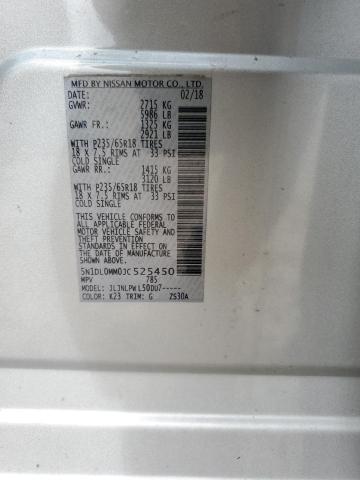 MFD BY NISSAN MOTOR CO., LTD.
DATE: 02/18
GVWR: 2715 KG
5986 LB
GAWR FR.: 1325 KG
2921 LB
WITH P235/65R18 TIRES
18 X 7.5 RIMS AT 33 PSI
COLD SINGLE
GAWR RR.: 1415 KG
3120 LB
WITH P235/65R18 TIRES
18 X 7.5 RIMS AT 33 PSI
COLD SINGLE
THIS VEHICLE CONFORMS TO
ALL APPLICABLE FEDERAL
MOTOR VEHICLE SAFETY AND
THEFT PREVENTION
STANDARDS IN EFFECT ON THE
DATE OF MANUFACTURE
SHOWN ABOVE.
5N1DL0MM0JC525450
MPV 785
MODEL: JLJNLPWL50DU7-----
COLOR: K23 TRIM: G ZS30A